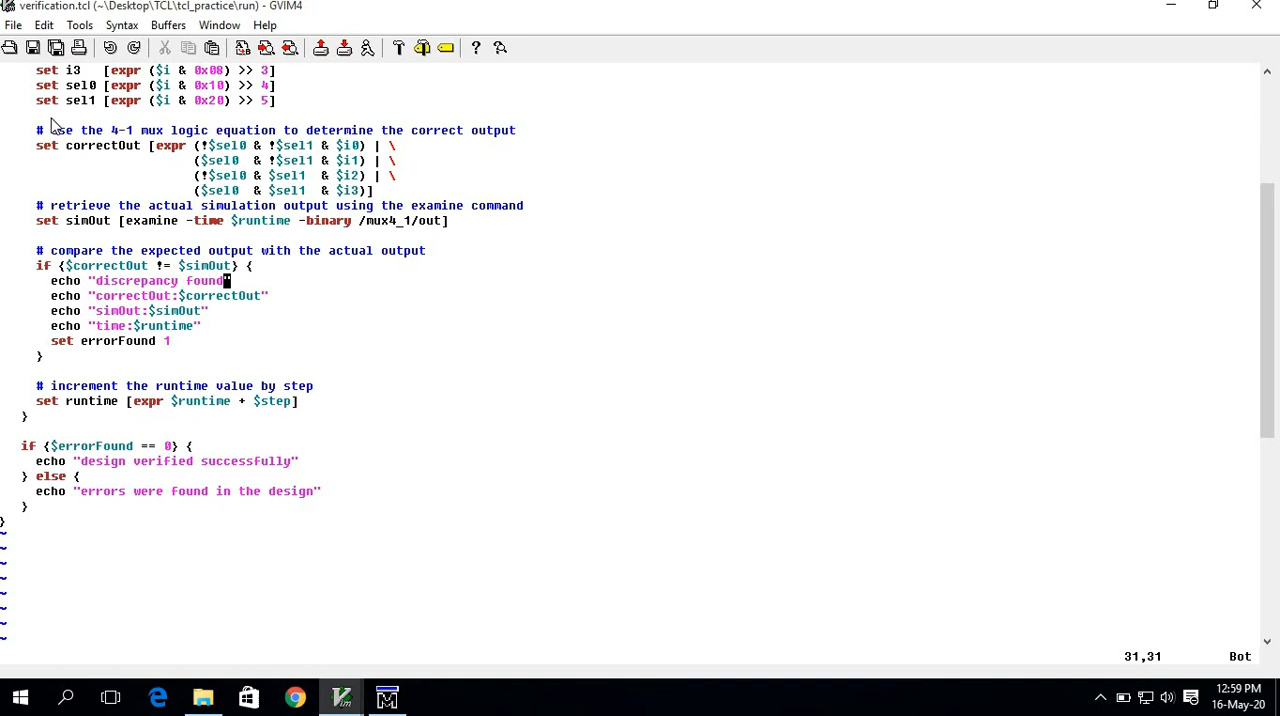 verification.tcl (~\Desktop\TCL\tcl_practice\run) - GVIM4
File Edit Tools Syntax Buffers Window Help
set i3 [expr ($i & 0x08) >> 3]
set sel0 [expr ($i & 0x10) >> 4]
set sel1 [expr ($i & 0x20) >> 5]
# use the 4-1 mux logic equation to determine the correct output
set correctOut [expr (!$sel0 & !$sel1 & $i0) | \
($sel0 & !$sel1 & $i1) | \
(!$sel0 & $sel1 & $i2) | \
($sel0 & $sel1 & $i3)]
# retrieve the actual simulation output using the examine command
set simOut [examine -time $runtime -binary /mux4_1/out]
# compare the expected output with the actual output
if {$correctOut != $simOut} {
echo "discrepancy found"
echo "correctOut:$correctOut"
echo "simOut:$simOut"
echo "time:$runtime"
set errorFound 1
}
# increment the runtime value by step
set runtime [expr $runtime + $step]
}
if {$errorFound == 0} {
echo "design verified successfully"
} else {
echo "errors were found in the design"
}
}
~
~
~
~
~
~
~
~
31,31 Bot
12:59 PM
16-May-20